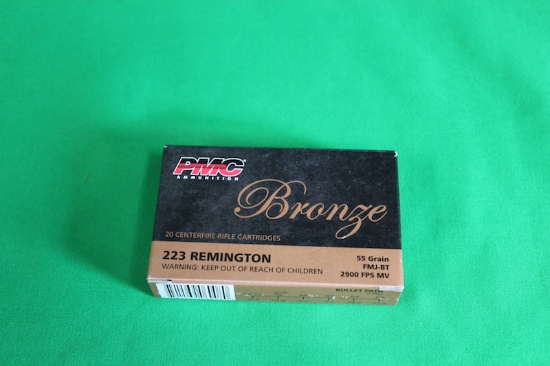 PMC
AMMUNITION
Bronze
20 CENTERFIRE RIFLE CARTRIDGES
223 REMINGTON
WARNING: KEEP OUT OF REACH OF CHILDREN
55 Grain
FMJ-BT
2900 FPS MV
BULLET PATH